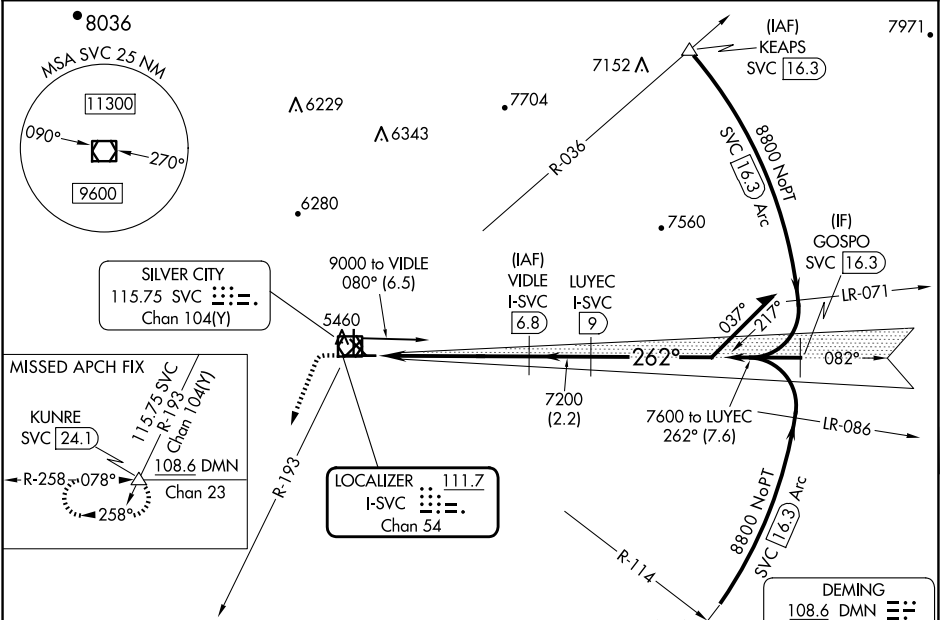 8036
MSA SVC 25 NM
11300
090°
270°
9600
6229
6343
6280
7704
7152
(IAF)
KEAPS
SVC 16.3
7971
R-036
8800 NoPT
SVC 16.3 Arc
7560
(IF)
GOSPO
SVC 16.3
SILVER CITY
115.75 SVC
Chan 104(Y)
9000 to VIDLE
080° (6.5)
(IAF)
VIDLE
I-SVC
6.8
LUYEC
I-SVC
9
037°
217°
LR-071
5460
262°
082°
7200
(2.2)
7600 to LUYEC
262° (7.6)
LR-086
MISSED APCH FIX
KUNRE
SVC 24.1
115.75 SVC
R-193
Chan 104(Y)
108.6 DMN
Chan 23
R-258
078°
258°
R-193
LOCALIZER 111.7
I-SVC
Chan 54
8800 NoPT
SVC 16.3 Arc
R-114
DEMING
108.6 DMN